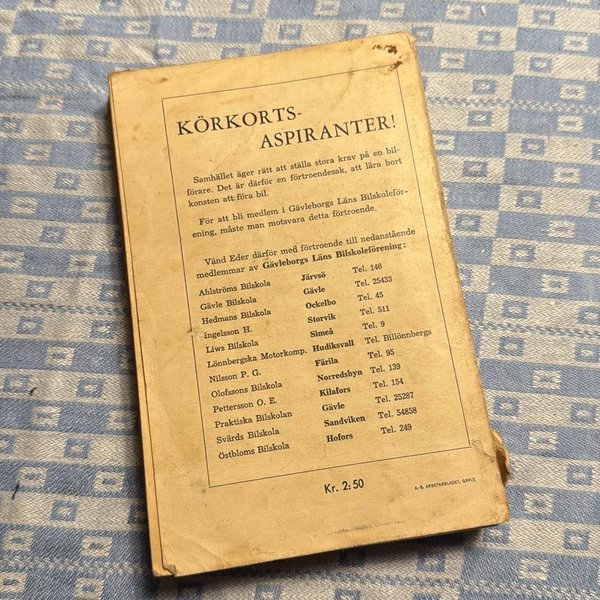 KÖRKORTS-
ASPIRANTER!
Samhället äger rätt att ställa stora krav på en bil-
förare. Det är därför en förtroendesak, att lära bort
konsten att föra bil.
För att bli medlem i Gävleborgs Läns Bilskoleför-
ening, måste man motsvara detta förtroende.
Vänd Eder därför med förtroende till nedanstående
medlemmar av Gävleborgs Läns Bilskoleförening:
Ahlströms Bilskola Järvsö Tel. 146
Gävle Bilskola Gävle Tel. 25433
Hedmans Bilskola Ockelbo Tel. 45
Ingelsson H. Storvik Tel. 511
Liws Bilskola Simeå Tel. 9
Lönnbergska Motorkomp. Hudiksvall Tel. Billönnbergs
Nilsson P. G. Färila Tel. 95
Olofssons Bilskola Norredsbyn Tel. 139
Pettersson O. E. Kilafors Tel. 154
Praktiska Bilskolan Gävle Tel. 25287
Svärds Bilskola Sandviken Tel. 54858
Östbloms Bilskola Hofors Tel. 249
Kr. 2:50
A.-B. ARBETARBLADET, GÄVLE